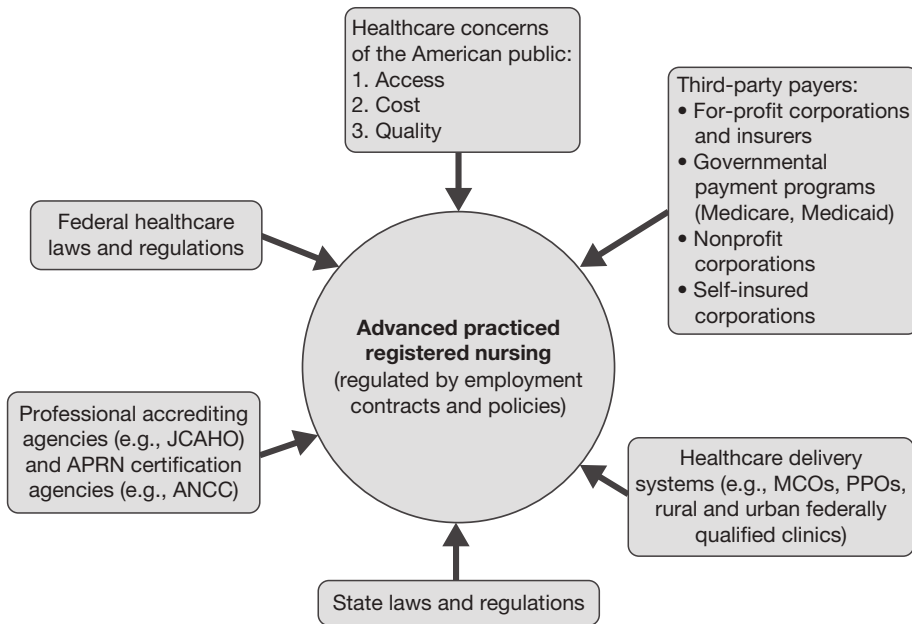 Healthcare concerns
of the American public:
1. Access
2. Cost
3. Quality
Third-party payers:
• For-profit corporations
and insurers
• Governmental
payment programs
(Medicare, Medicaid)
• Nonprofit
corporations
• Self-insured
corporations
Federal healthcare
laws and regulations
Advanced practiced
registered nursing
(regulated by employment
contracts and policies)
Professional accrediting
agencies (e.g., JCAHO)
and APRN certification
agencies (e.g., ANCC)
Healthcare delivery
systems (e.g., MCOs, PPOs,
rural and urban federally
qualified clinics)
State laws and regulations